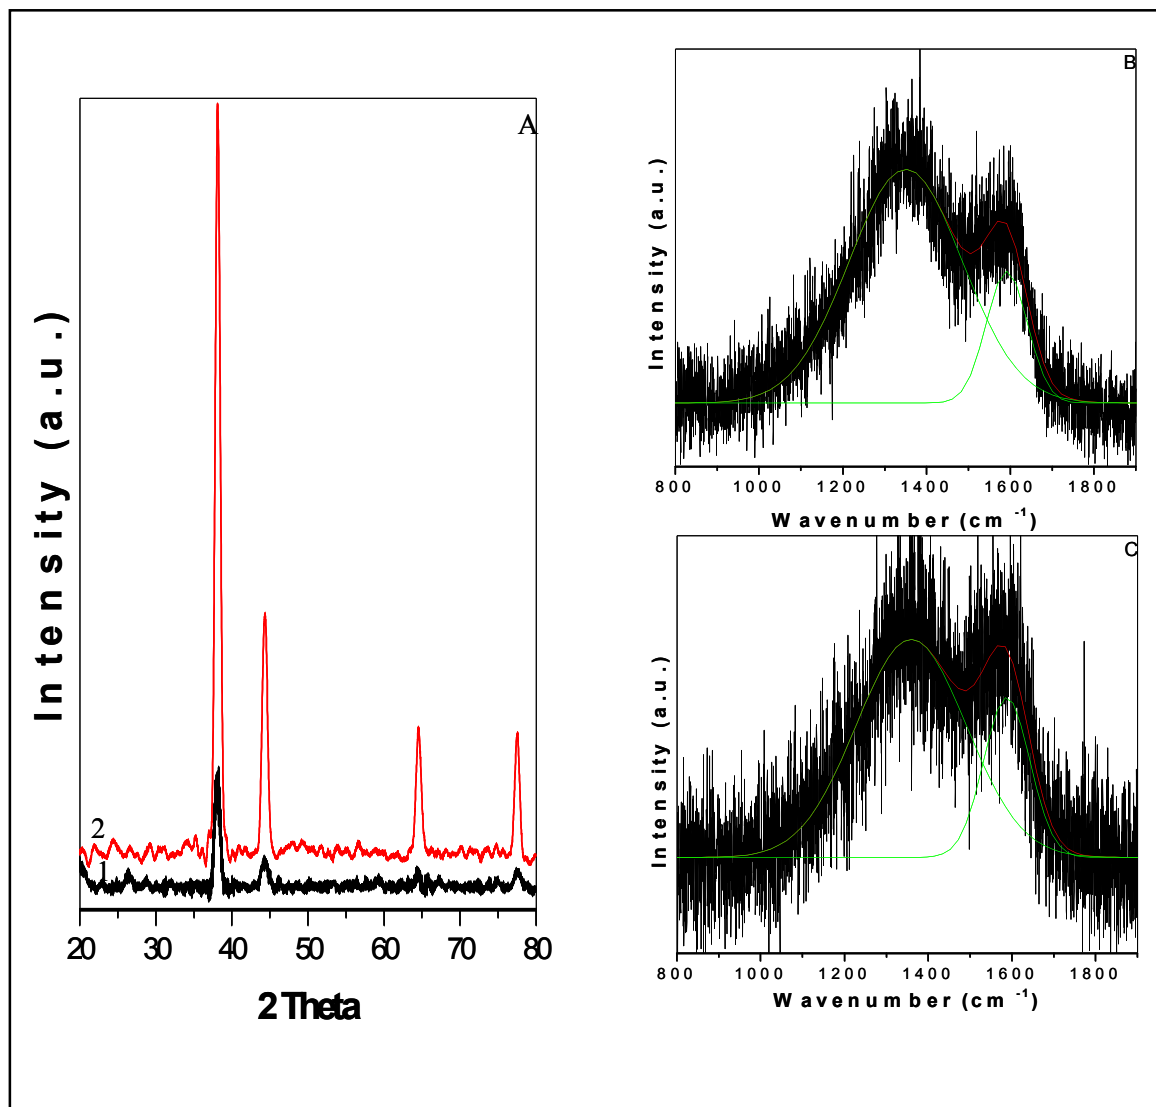 A
Intensity (a.u.)
2
1
20 30 40 50 60 70 80
2 Theta
B
Intensity (a.u.)
800 1000 1200 1400 1600 1800
Wavenumber (cm -1)
C
Intensity (a.u.)
800 1000 1200 1400 1600 1800
Wavenumber (cm -1)